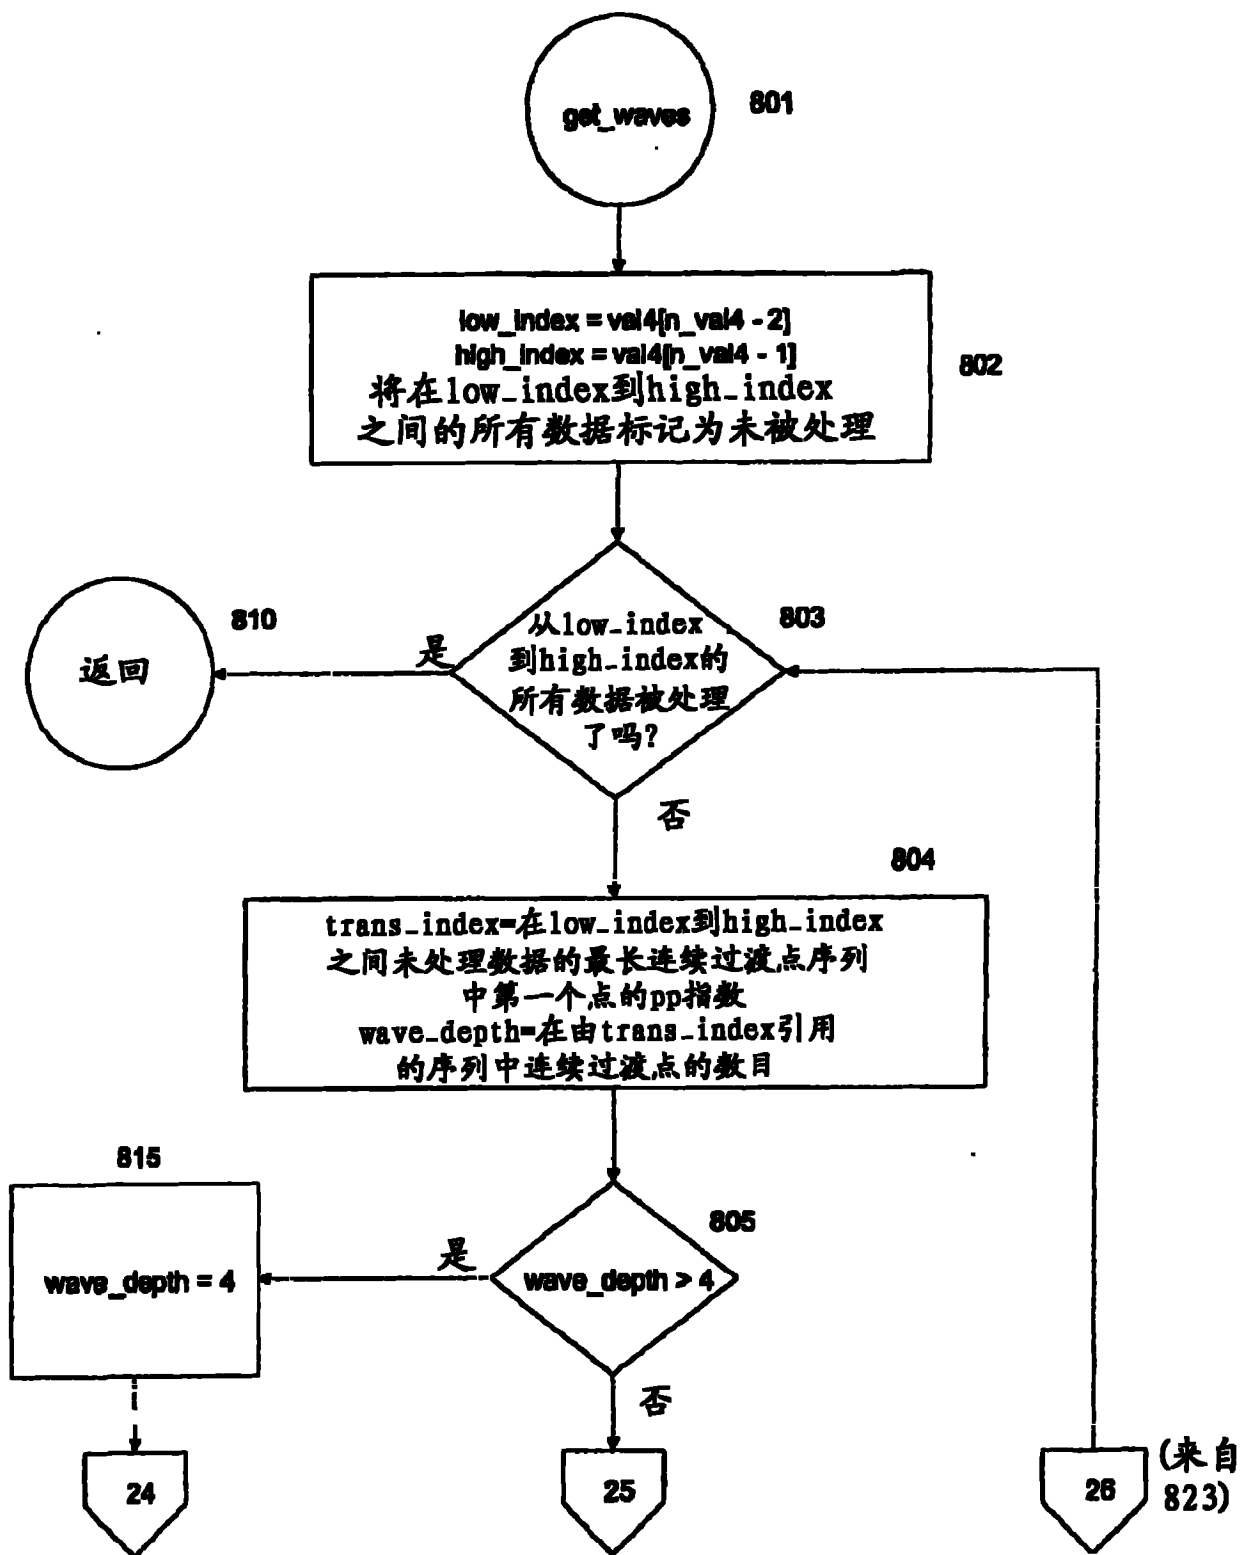 get_waves
801
low_index = val4[n_val4 - 2]
high_index = val4[n_val4 - 1]
将在low_index到high_index
之间的所有数据标记为未被处理
802
从low_index
到high_index的
所有数据被处理
了吗?
803
是
返回
810
否
804
trans_index=在low_index到high_index
之间未处理数据的最长连续过渡点序列
中第一个点的pp指数
wave_depth=在由trans_index引用
的序列中连续过渡点的数目
815
wave_depth = 4
是
805
wave_depth > 4
否
24
25
26
(来自
823)